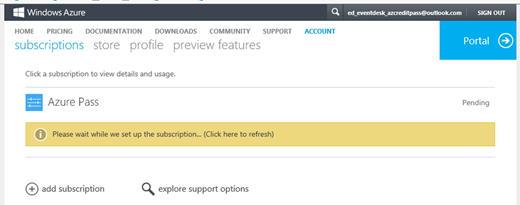 Windows Azure
ed_eventdesk_azcreditpass@outlook.com
SIGN OUT
HOME PRICING DOCUMENTATION DOWNLOADS COMMUNITY SUPPORT ACCOUNT
subscriptions store profile preview features
Portal
Click a subscription to view details and usage.
Azure Pass
Pending
Please wait while we set up the subscription... (Click here to refresh)
add subscription
explore support options